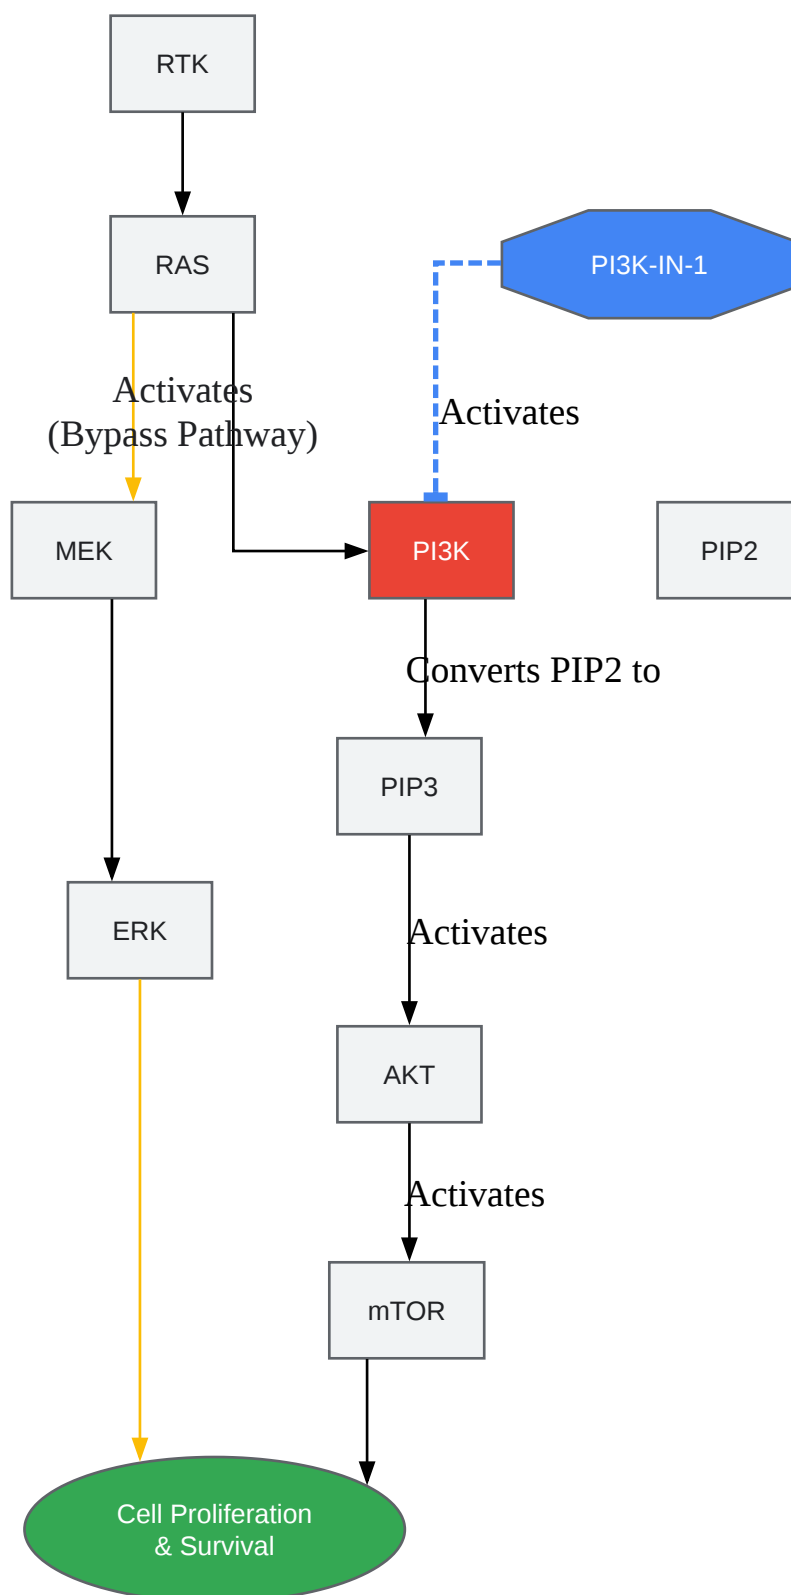 RTK
RAS
PI3K-IN-1
Activates
(Bypass Pathway)
Activates
MEK
PI3K
PIP2
Converts PIP2 to
PIP3
ERK
Activates
AKT
Activates
mTOR
Cell Proliferation
& Survival